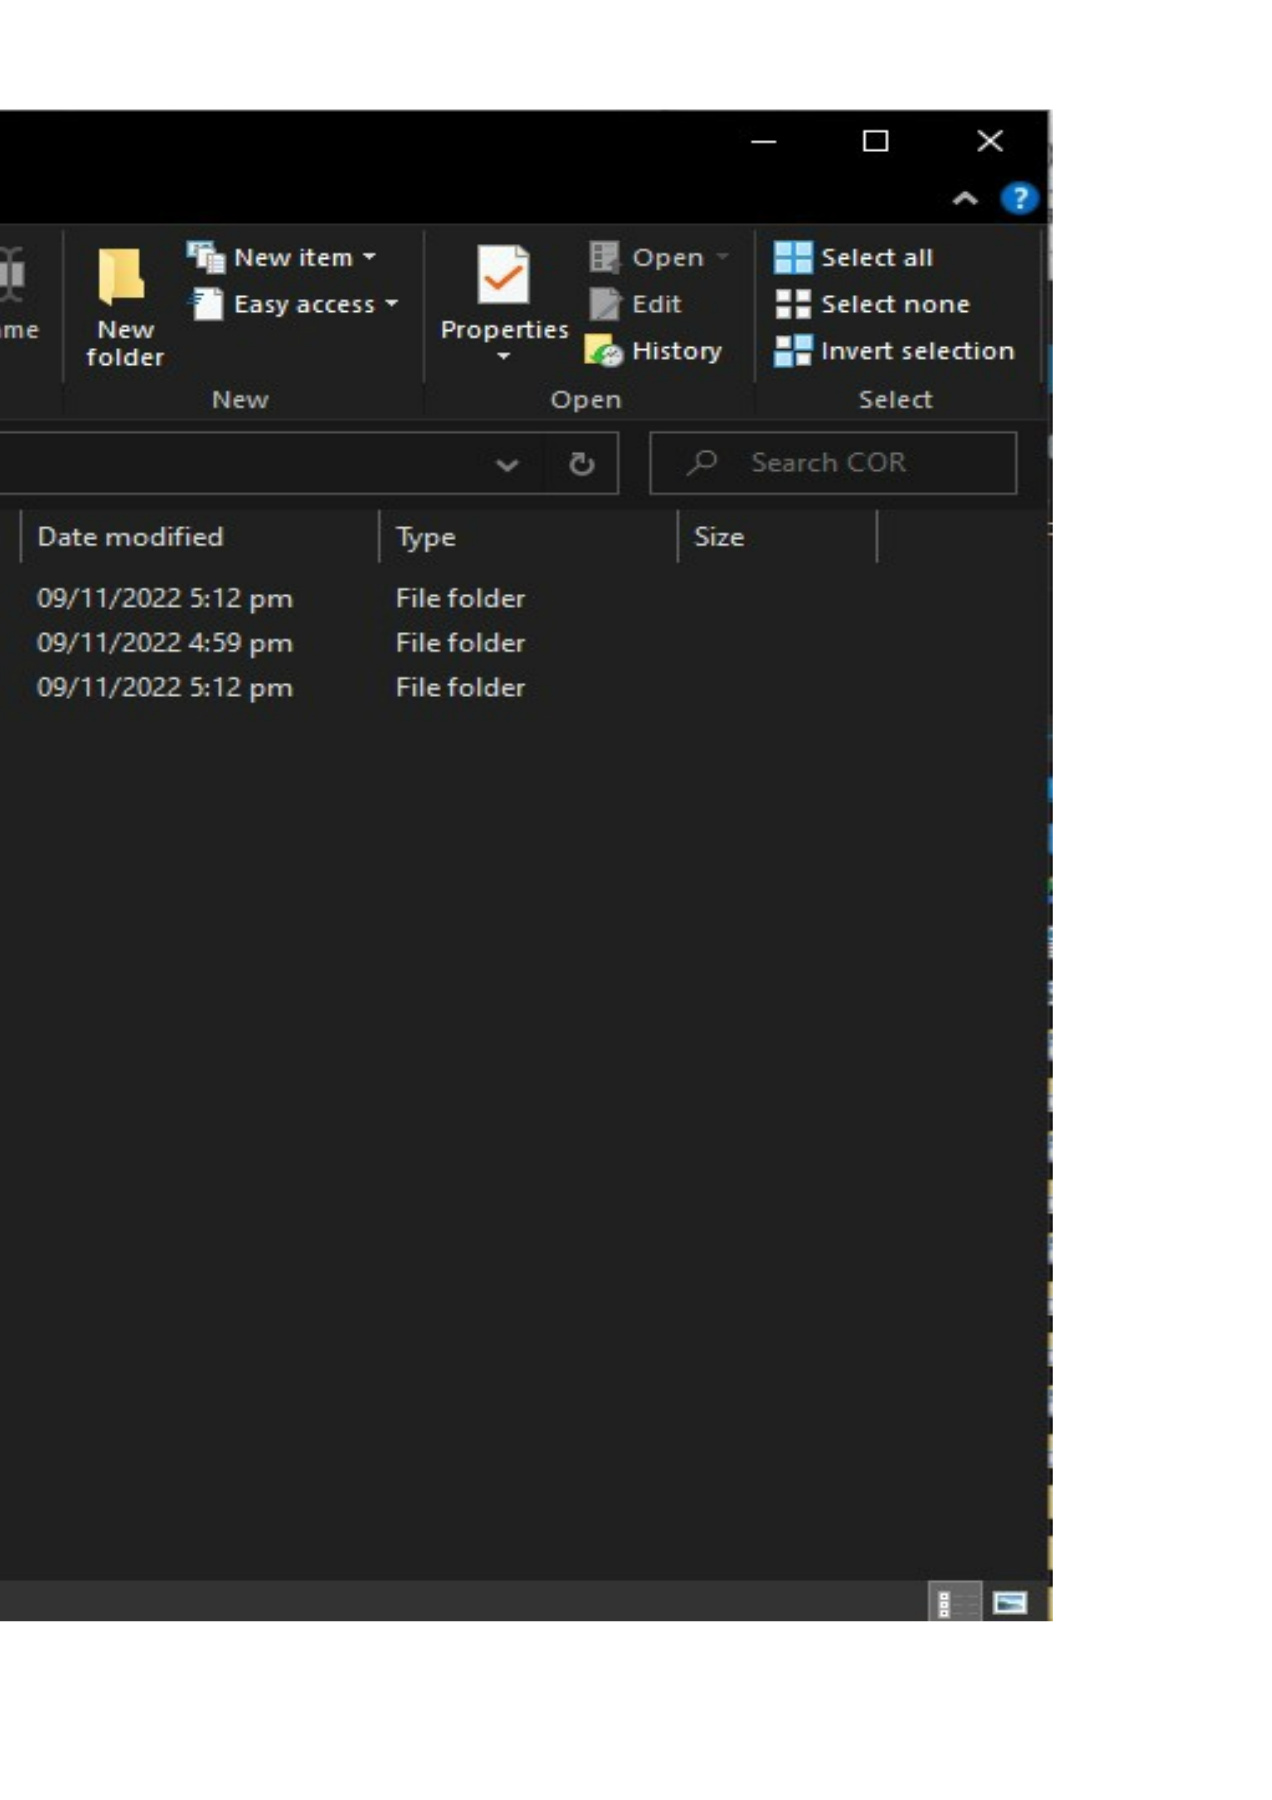 ?
New item
Open
Select all
Easy access
Edit
Select none
New folder
Properties
History
Invert selection
New
Open
Select
Search COR
Date modified Type Size
09/11/2022 5:12 pm File folder
09/11/2022 4:59 pm File folder
09/11/2022 5:12 pm File folder